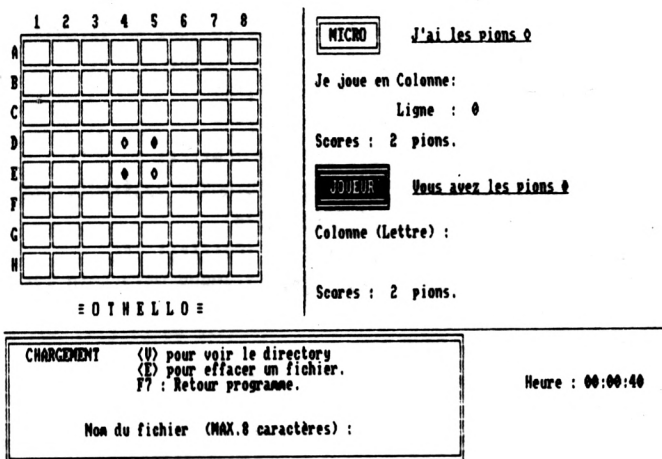 1 2 3 4 5 6 7 8
A
B
C
D
E
F
G
H
≡ O T H E L L O ≡
MICRO J'ai les pions ◊
Je joue en Colonne:
Ligne : 0
Scores : 2 pions.
JOUEUR Vous avez les pions ♦
Colonne (Lettre) :
Scores : 2 pions.
CHARGEMENT <V> pour voir le directory
<E> pour effacer un fichier.
F7 : Retour programme.
Nom du fichier (MAX.8 caractères) :
Heure : 00:00:40